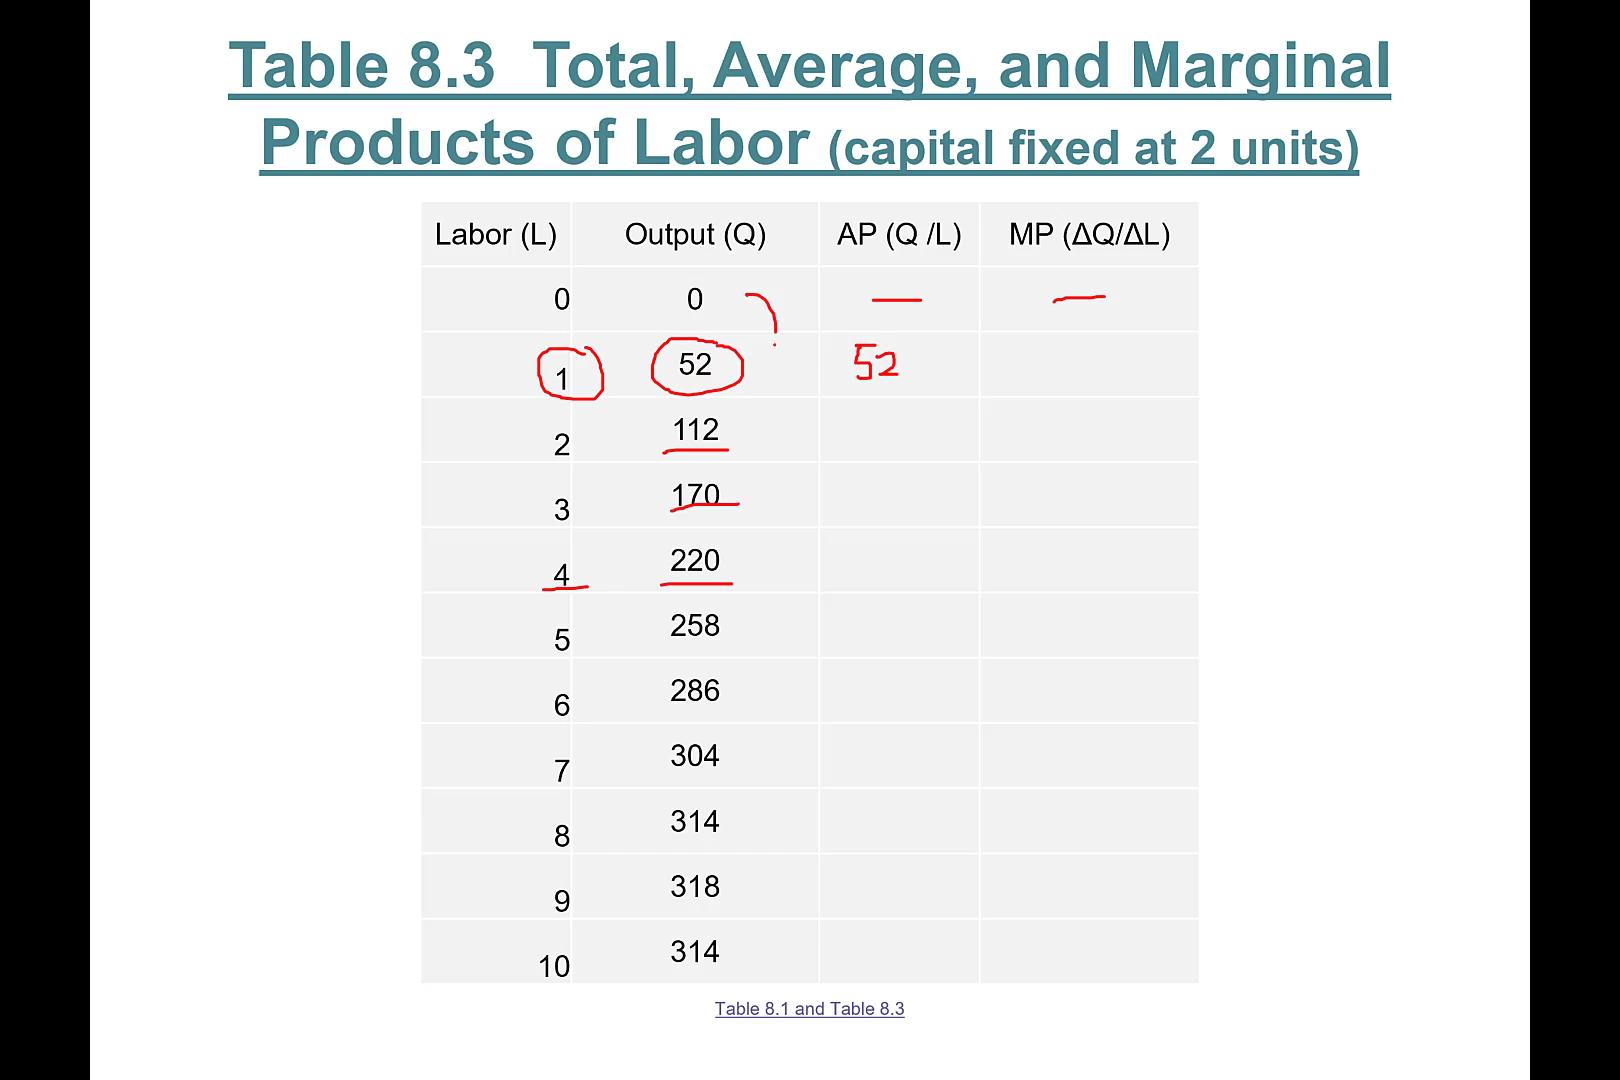 Table 8.3 Total, Average, and Marginal
Products of Labor (capital fixed at 2 units)
Labor (L) Output (Q) AP (Q /L) MP (ΔQ/ΔL)
0 0 — —
1 52 52
2 112
3 170
4 220
5 258
6 286
7 304
8 314
9 318
10 314
Table 8.1 and Table 8.3